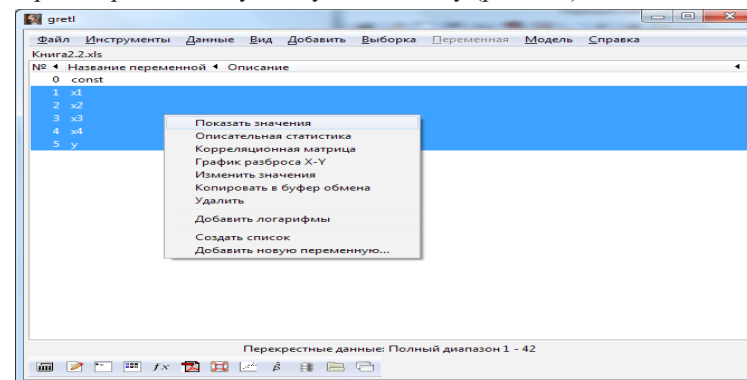 gretl
Файл Инструменты Данные Вид Добавить Выборка Переменная Модель Справка
Книга2.2.xls
№ Название переменной Описание
0 const
1 x1
2 x2
3 x3
4 x4
5 y
Показать значения
Описательная статистика
Корреляционная матрица
График разброса X-Y
Изменить значения
Копировать в буфер обмена
Удалить
Добавить логарифмы
Создать список
Добавить новую переменную...
Перекрестные данные: Полный диапазон 1 - 42
fx β